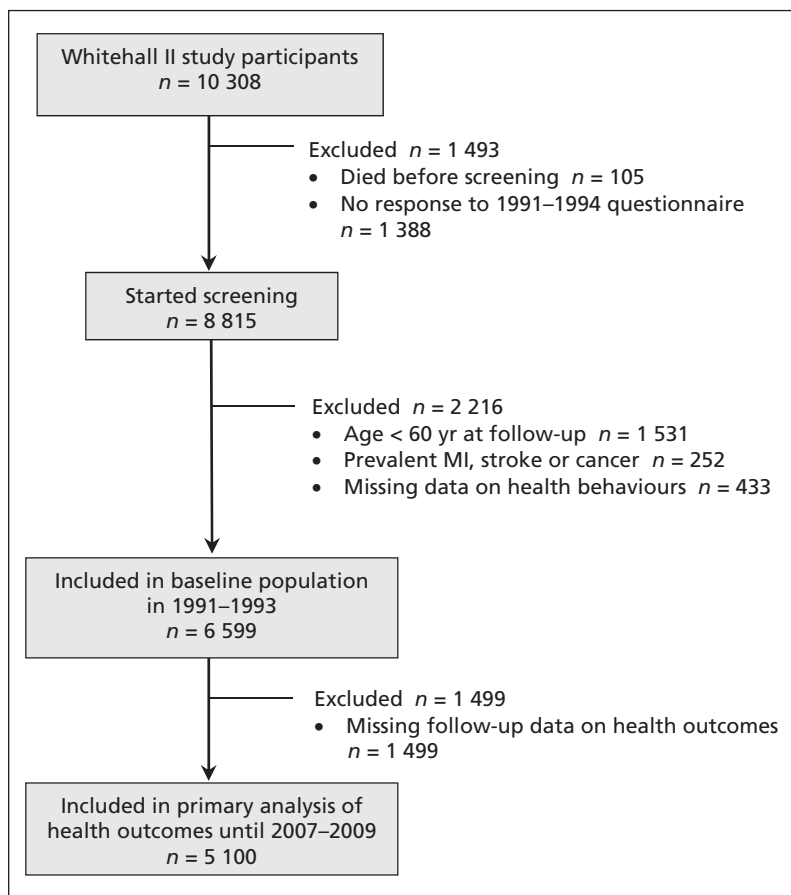 Whitehall II study participants
n = 10 308
Excluded n = 1 493
• Died before screening n = 105
• No response to 1991–1994 questionnaire
n = 1 388
Started screening
n = 8 815
Excluded n = 2 216
• Age < 60 yr at follow-up n = 1 531
• Prevalent MI, stroke or cancer n = 252
• Missing data on health behaviours n = 433
Included in baseline population
in 1991–1993
n = 6 599
Excluded n = 1 499
• Missing follow-up data on health outcomes
n = 1 499
Included in primary analysis of
health outcomes until 2007–2009
n = 5 100